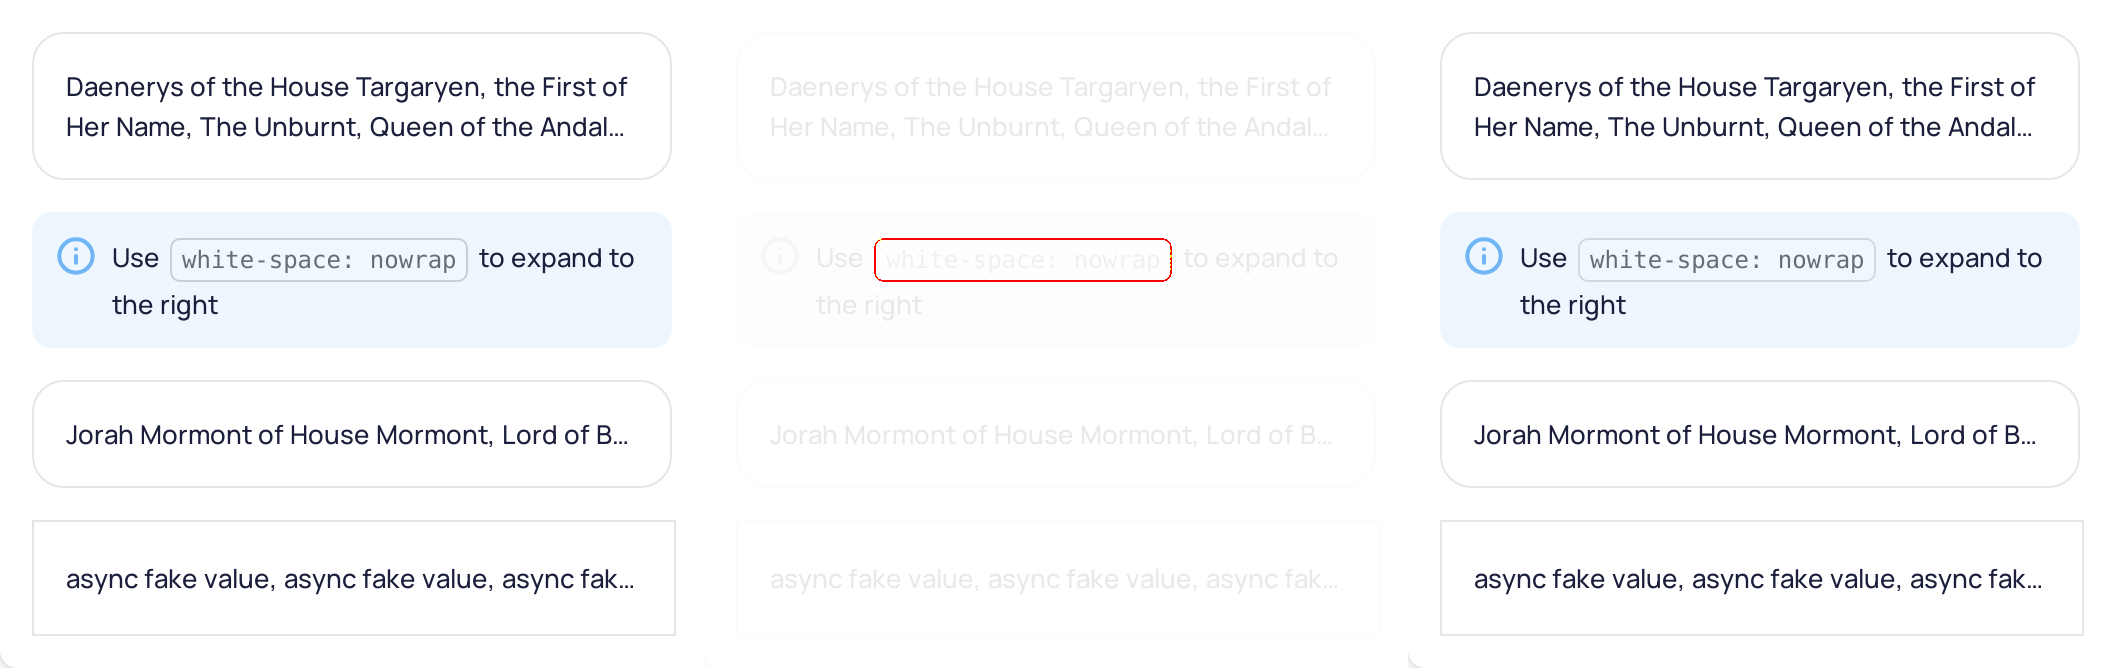 Daenerys of the House Targaryen, the First of
Her Name, The Unburnt, Queen of the Andal...
Use white-space: nowrap to expand to
the right
Jorah Mormont of House Mormont, Lord of B...
async fake value, async fake value, async fak...
Daenerys of the House Targaryen, the First of
Her Name, The Unburnt, Queen of the Andal...
Use white-space: nowrap to expand to
the right
Jorah Mormont of House Mormont, Lord of B...
async fake value, async fake value, async fak...
Daenerys of the House Targaryen, the First of
Her Name, The Unburnt, Queen of the Andal...
Use white-space: nowrap to expand to
the right
Jorah Mormont of House Mormont, Lord of B...
async fake value, async fake value, async fak...